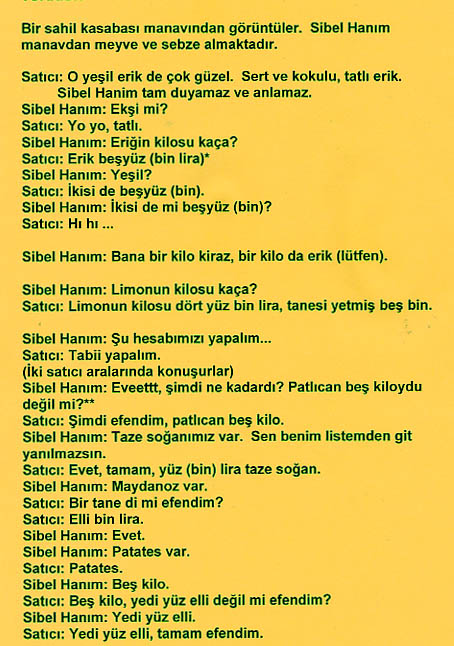 Bir sahil kasabası manavından görüntüler. Sibel Hanım
manavdan meyve ve sebze almaktadır.
Satıcı: O yeşil erik de çok güzel. Sert ve kokulu, tatlı erik.
Sibel Hanim tam duyamaz ve anlamaz.
Sibel Hanım: Ekşi mi?
Satıcı: Yo yo, tatlı.
Sibel Hanım: Eriğin kilosu kaça?
Satıcı: Erik beşyüz (bin lira)*
Sibel Hanım: Yeşil?
Satıcı: İkisi de beşyüz (bin).
Sibel Hanım: İkisi de mi beşyüz (bin)?
Satıcı: Hı hı ...
Sibel Hanım: Bana bir kilo kiraz, bir kilo da erik (lütfen).
Sibel Hanım: Limonun kilosu kaça?
Satıcı: Limonun kilosu dört yüz bin lira, tanesi yetmiş beş bin.
Sibel Hanım: Şu hesabımızı yapalım...
Satıcı: Tabii yapalım.
(İki satıcı aralarında konuşurlar)
Sibel Hanım: Eveettt, şimdi ne kadardı? Patlıcan beş kiloydu
değil mi?**
Satıcı: Şimdi efendim, patlıcan beş kilo.
Sibel Hanım: Taze soğanımız var. Sen benim listemden git
yanılmazsın.
Satıcı: Evet, tamam, yüz (bin) lira taze soğan.
Sibel Hanım: Maydanoz var.
Satıcı: Bir tane di mi efendim?
Satıcı: Elli bin lira.
Sibel Hanım: Evet.
Sibel Hanım: Patates var.
Satıcı: Patates.
Sibel Hanım: Beş kilo.
Satıcı: Beş kilo, yedi yüz elli değil mi efendim?
Sibel Hanım: Yedi yüz elli.
Satıcı: Yedi yüz elli, tamam efendim.